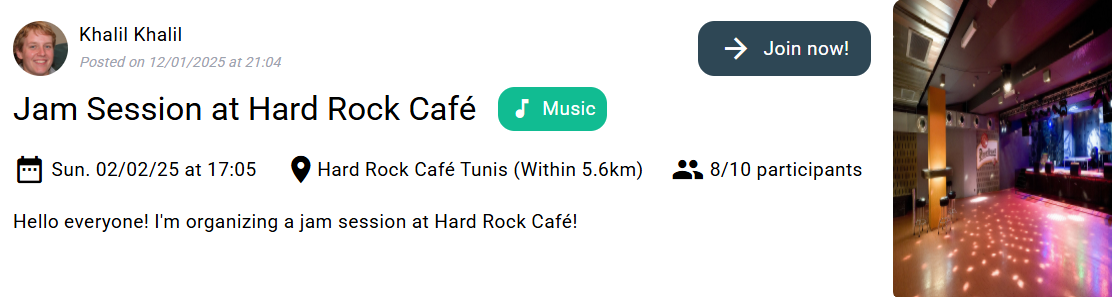 Khalil Khalil
Posted on 12/01/2025 at 21:04
Join now!
Jam Session at Hard Rock Café
Music
Sun. 02/02/25 at 17:05
Hard Rock Café Tunis (Within 5.6km)
8/10 participants
Hello everyone! I'm organizing a jam session at Hard Rock Café!